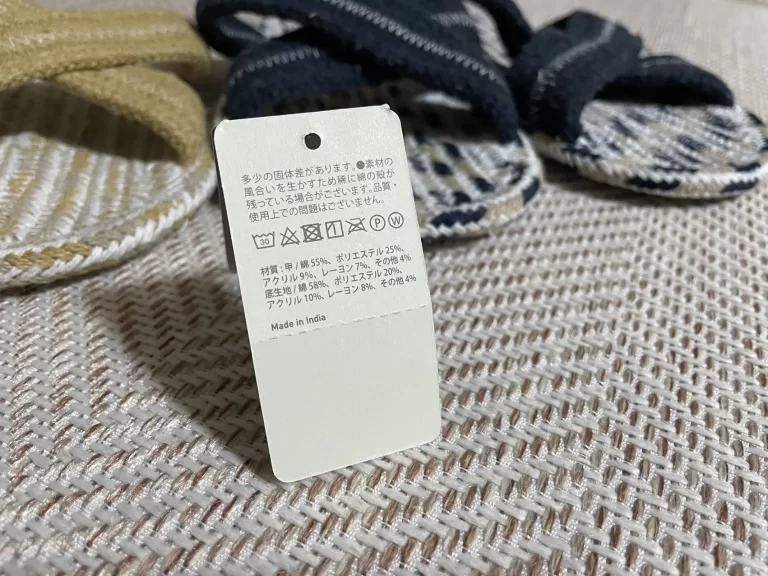 多少の固体差があります。●素材の
風合いを生かすため稀に綿の殻が
残っている場合がございます。品質・
使用上での問題はございません。
30 P W
材質:甲/綿55%、ポリエステル25%、
アクリル9%、レーヨン7%、その他4%
底生地/綿58%、ポリエステル20%、
アクリル10%、レーヨン8%、その他4%
Made in India